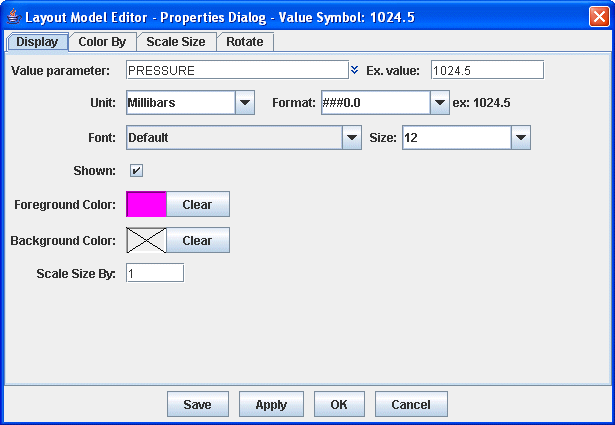 Layout Model Editor - Properties Dialog - Value Symbol: 1024.5
Display Color By Scale Size Rotate
Value parameter: PRESSURE Ex. value: 1024.5
Unit: Millibars Format: ###0.0 ex: 1024.5
Font: Default Size: 12
Shown:
Foreground Color: Clear
Background Color: Clear
Scale Size By: 1
Save Apply OK Cancel